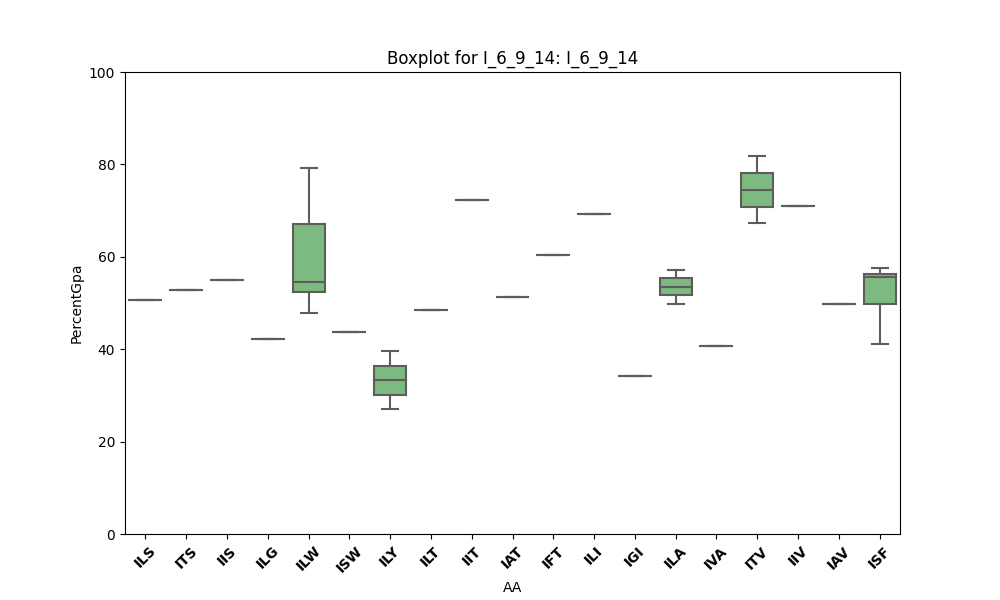 Boxplot for I_6_9_14: I_6_9_14
100
80
60
40
20
0
PercentGpa
ILS ITS IIS ILG ILW ISW ILY ILT IIT IAT IFT ILI IGI ILA IVA ITV IIV IAV ISF
AA